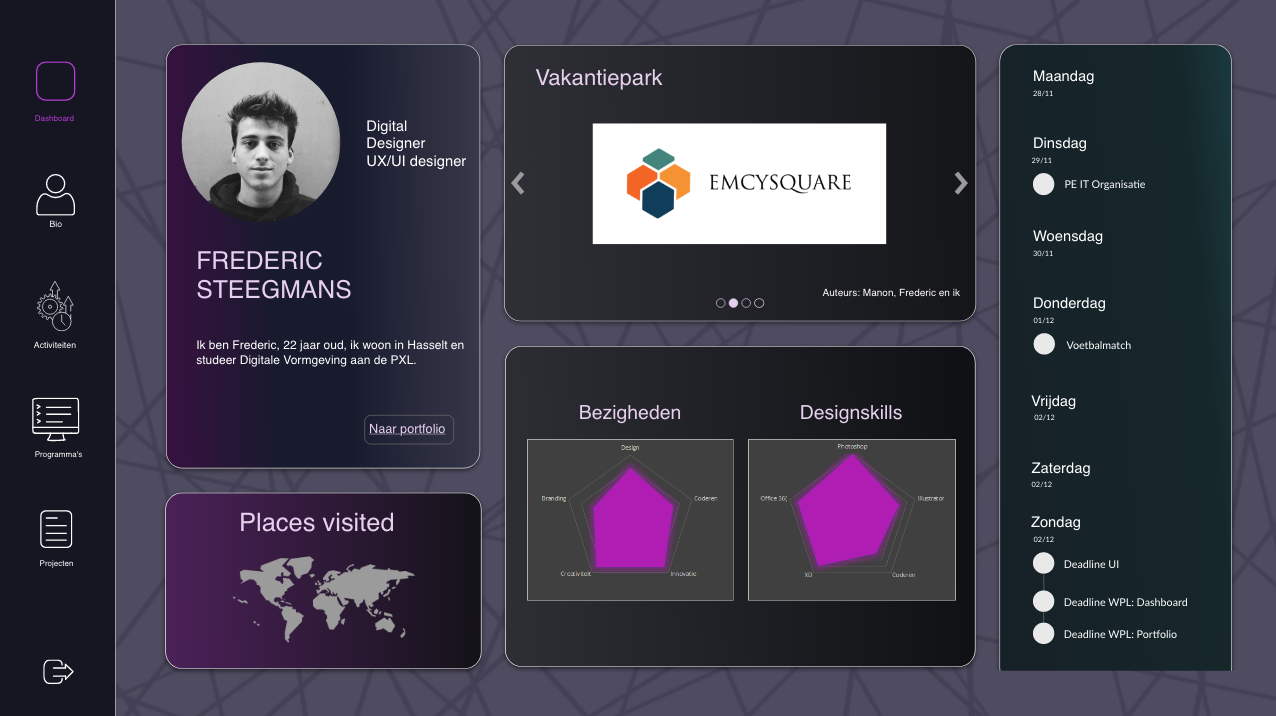 Dashboard
Bio
Activiteiten
Programma's
Projecten
Digital
Designer
UX/UI designer
FREDERIC
STEEGMANS
Ik ben Frederic, 22 jaar oud, ik woon in Hasselt en
studeer Digitale Vormgeving aan de PXL.
Naar portfolio
Places visited
Vakantiepark
EMCYSQUARE
Auteurs: Manon, Frederic en ik
Bezigheden
Design
Branding
Coderen
Creativiteit
Innovatie
Designskills
Photoshop
Office 36
Illustrator
XD
Coderen
Maandag
28/11
Dinsdag
29/11
PE IT Organisatie
Woensdag
30/11
Donderdag
01/12
Voetbalmatch
Vrijdag
02/12
Zaterdag
02/12
Zondag
02/12
Deadline UI
Deadline WPL: Dashboard
Deadline WPL: Portfolio